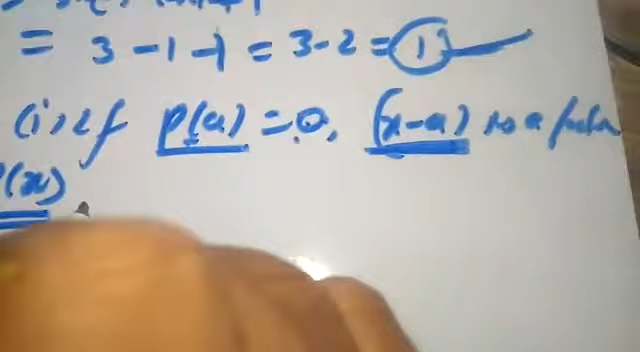 = 3 - 1 - 1 = 3 - 2 = 1
(i) If p(a) = 0, (x-a) is a factor
(x)